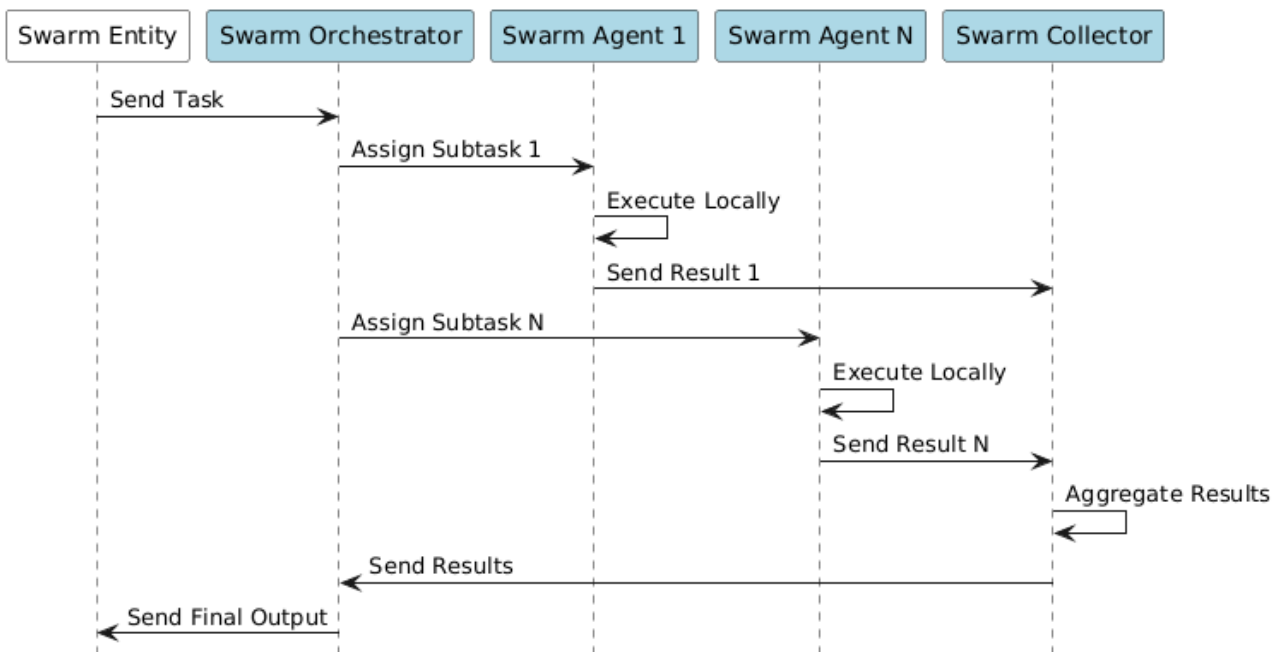 Swarm Entity
Swarm Orchestrator
Swarm Agent 1
Swarm Agent N
Swarm Collector
Send Task
Assign Subtask 1
Execute Locally
Send Result 1
Assign Subtask N
Execute Locally
Send Result N
Aggregate Results
Send Results
Send Final Output